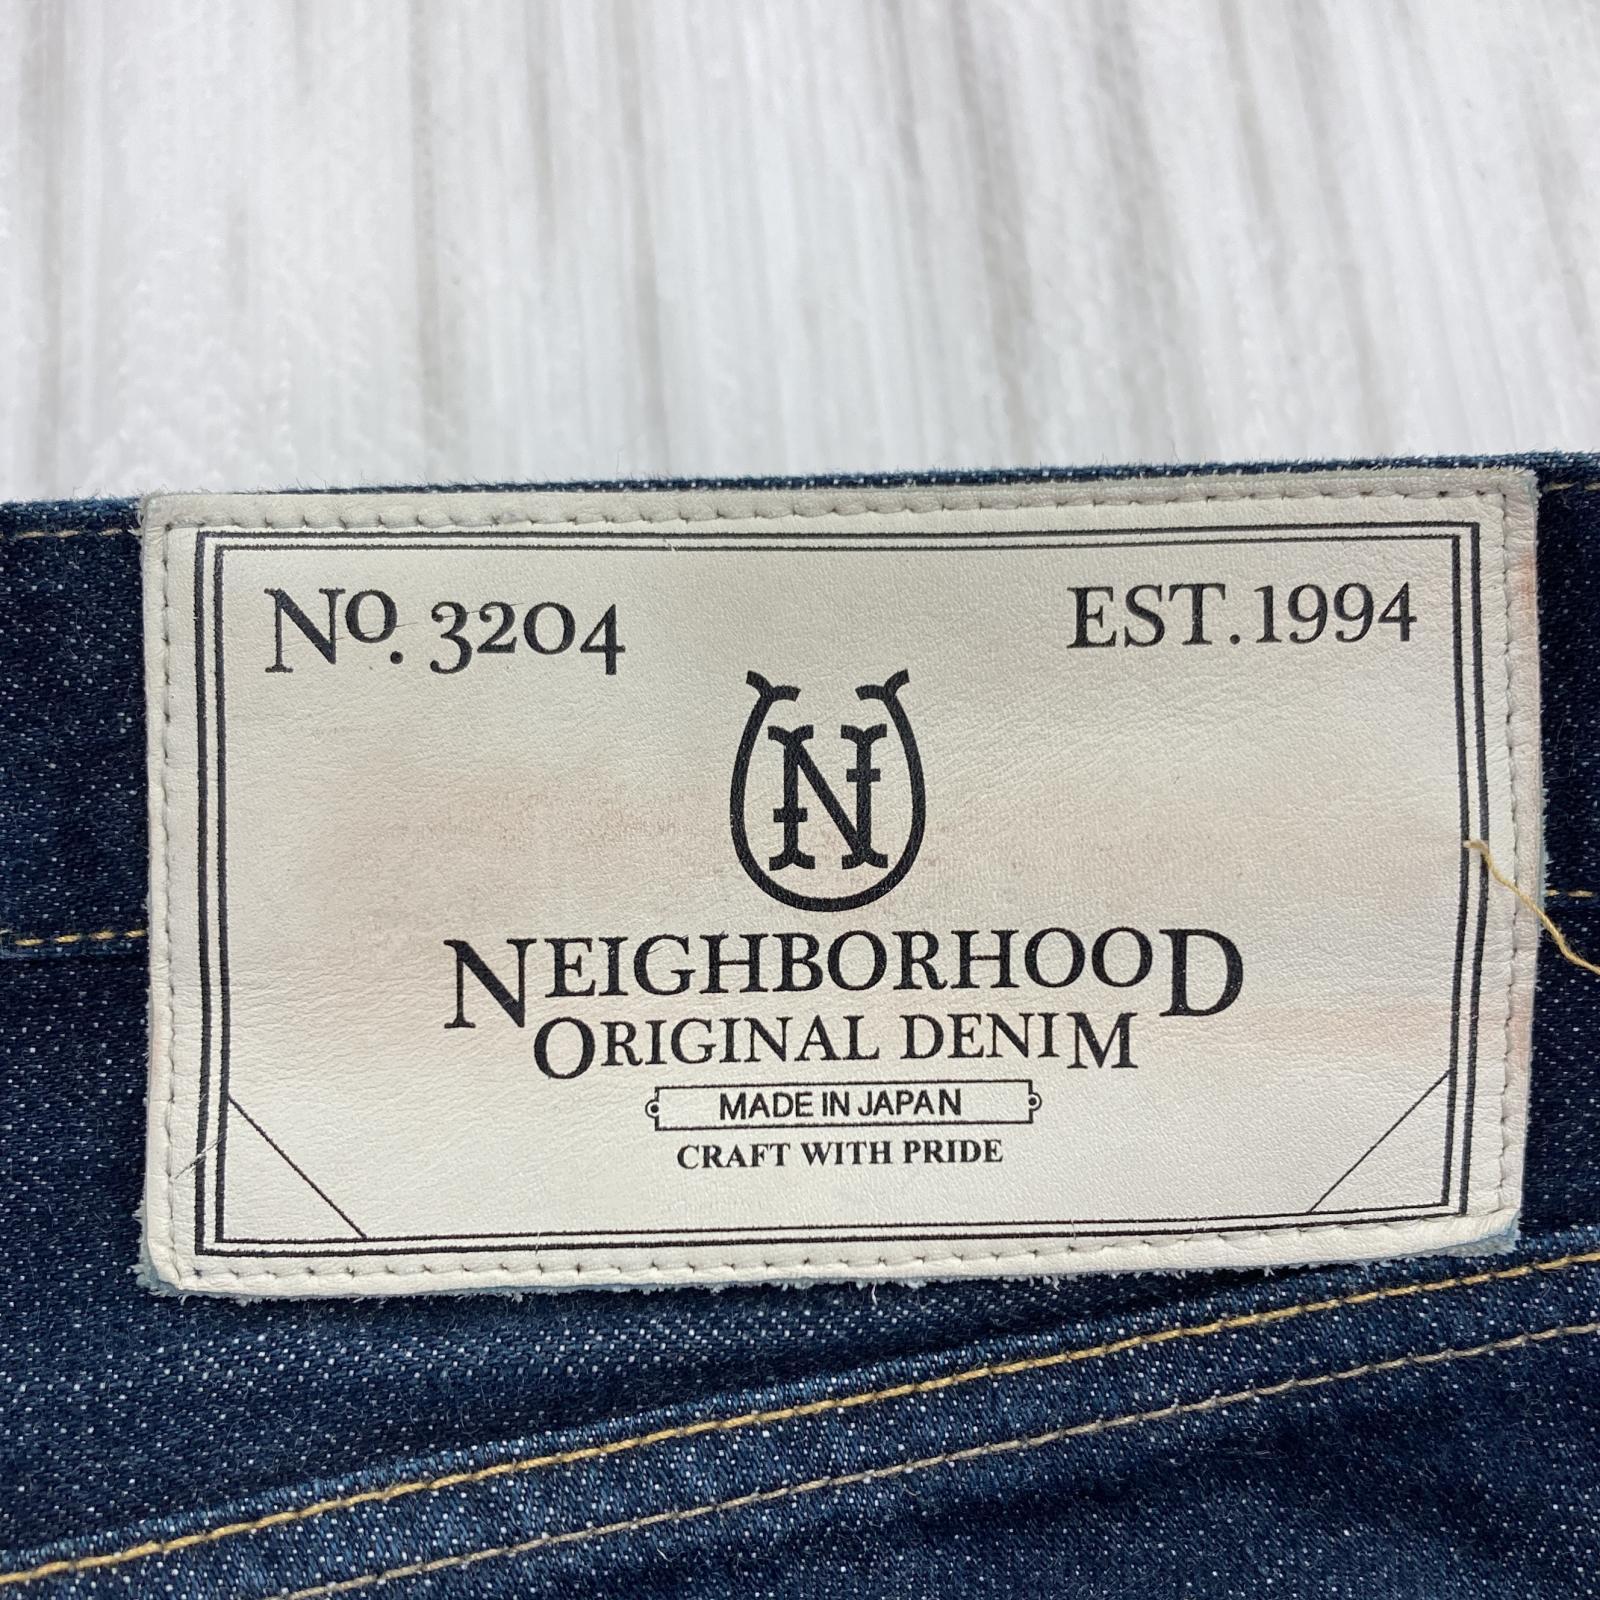 No. 3204
EST. 1994
N
NEIGHBORHOOD
ORIGINAL DENIM
MADE IN JAPAN
CRAFT WITH PRIDE